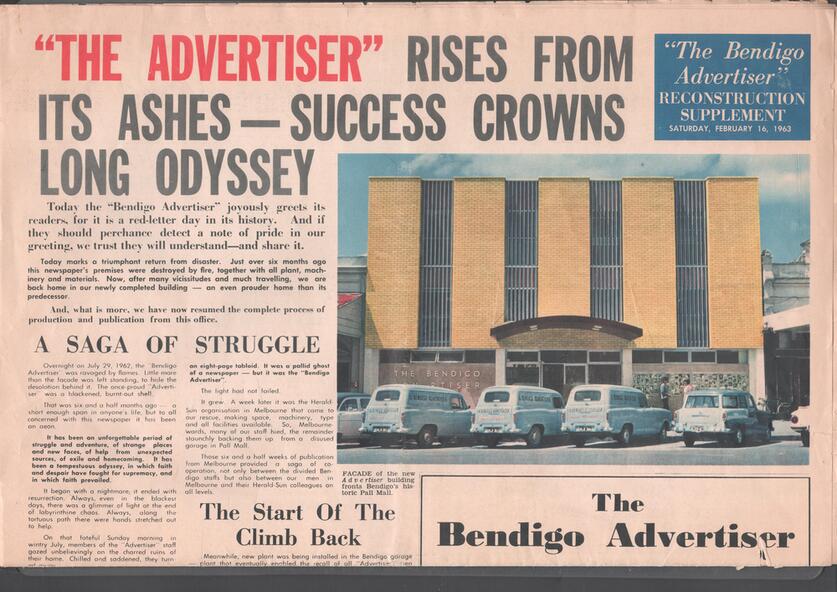 "THE ADVERTISER" RISES FROM
ITS ASHES — SUCCESS CROWNS
LONG ODYSSEY
"The Bendigo
Advertiser"
RECONSTRUCTION
SUPPLEMENT
SATURDAY, FEBRUARY 16, 1963
Today the "Bendigo Advertiser" joyously greets its
readers, for it is a red-letter day in its history. And if
they should perchance detect a note of pride in our
greeting, we trust they will understand—and share it.
Today marks a triumphant return from disaster. Just over six months ago
this newspaper's premises were destroyed by fire, together with all plant, mach-
inery and materials. Now, after many vicissitudes and much travelling, we are
back home in our newly completed building — an even prouder home than its
predecessor.
And, what is more, we have now resumed the complete process of
production and publication from this office.
A SAGA OF STRUGGLE
Overnight on July 29, 1962, the "Bendigo
Advertiser" was ravaged by flames. Little more
than the facade was left standing, to hide the
desolation behind it. The once-proud "Adverti-
ser" was a blackened, burnt-out shell.
That was six and a half months ago — a
short enough span in anyone's life, but to all
concerned with this newspaper it has been
an aeon.
It has been an unforgettable period of
struggle and adventure, of strange places
and new faces, of help from unexpected
sources, of exile and homecoming. It has
been a tempestuous odyssey, in which faith
and despair have fought for supremacy, and
in which faith prevailed.
It began with a nightmare; it ended with
resurrection. Always, even in the blackest
days, there was a glimmer of light at the end
of labyrinthine chaos. Always, along the
tortuous path there were hands stretched out
to help.
On that fateful Sunday morning in
wintry July, members of the "Advertiser" staff
gazed unbelievingly on the charred ruins of
their home. Chilled and saddened, they turn-
an eight-page tabloid. It was a pallid ghost
of a newspaper — but it was the "Bendigo
Advertiser".
The light had not failed.
It grew. A week later it was the Herald-
Sun organisation in Melbourne that came to
our rescue, making space, machinery, type
and all facilities available. So, Melbourne-
wards, many of our staff hied, the remainder
staunchly backing them up from a disused
garage in Pall Mall.
Those six and a half weeks of publication
from Melbourne provided a saga of co-
operation, not only between the divided Ben-
digo staffs but also between our men in
Melbourne and their Herald-Sun colleagues on
all levels.
The Start Of The
Climb Back
Meanwhile, new plant was being installed in the Bendigo garage
— plant that eventually enabled the recall of all "Advertiser" men
THE BENDIGO
FACADE of the new
Advertiser building
fronts Bendigo's his-
toric Pall Mall.
The
Bendigo Advertiser